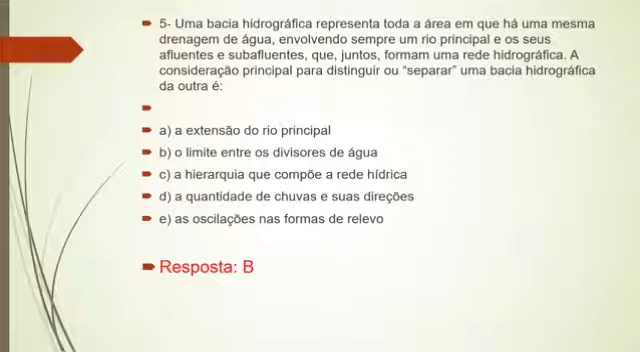 5- Uma bacia hidrográfica representa toda a área em que há uma mesma
drenagem de água, envolvendo sempre um rio principal e os seus
afluentes e subafluentes, que, juntos, formam uma rede hidrográfica. A
consideração principal para distinguir ou “separar” uma bacia hidrográfica
da outra é:
a) a extensão do rio principal
b) o limite entre os divisores de água
c) a hierarquia que compõe a rede hídrica
d) a quantidade de chuvas e suas direções
e) as oscilações nas formas de relevo
Resposta: B